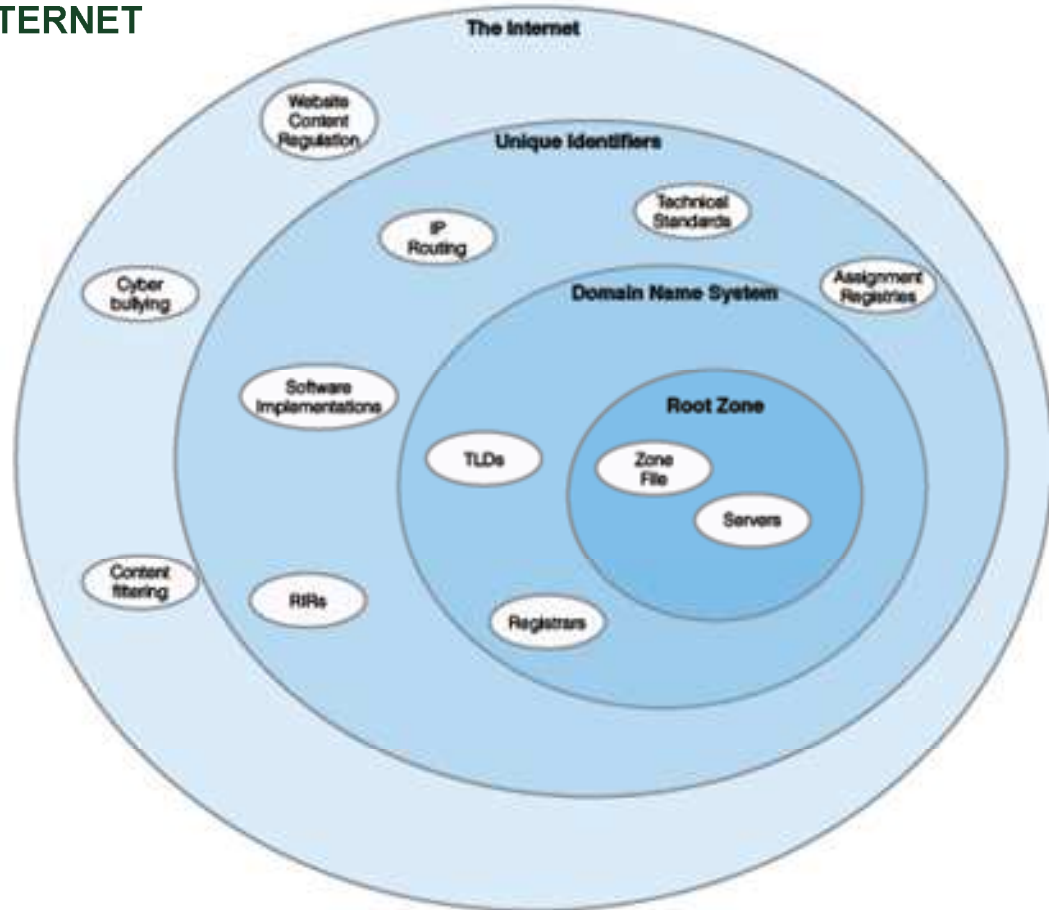 TERNET
The Internet
Website
Content
Regulation
Unique Identifiers
Technical
Standards
IP
Routing
Cyber
bullying
Domain Name System
Assignment
Registries
Software
Implementations
Root Zone
TLDs
Zone
File
Servers
Content
filtering
RIRs
Registrars